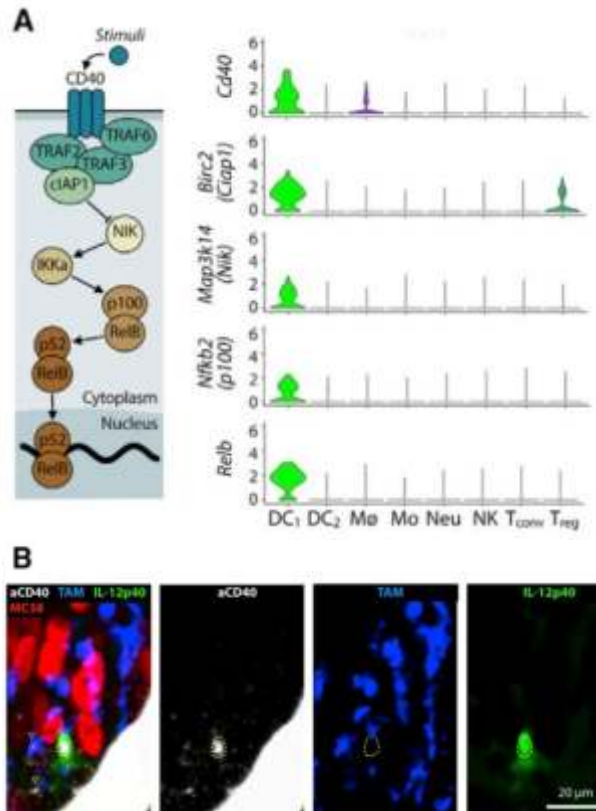 A
Stimuli
CD40
TRAF6
TRAF2
TRAF3
cIAP1
NIK
IKKa
p100
RelB
p52
RelB
Cytoplasm
Nucleus
p52
RelB
6
4
2
0
Cd40
6
4
2
0
Birc2
(Ciap1)
6
4
2
0
Map3k14
(Nik)
6
4
2
0
Nfkb2
(p100)
6
4
2
0
Relb
DC₁ DC₂ Mø Mo Neu NK Tconv Treg
B
aCD40 TAM IL-12p40
MC38
aCD40
TAM
IL-12p40
20 µm